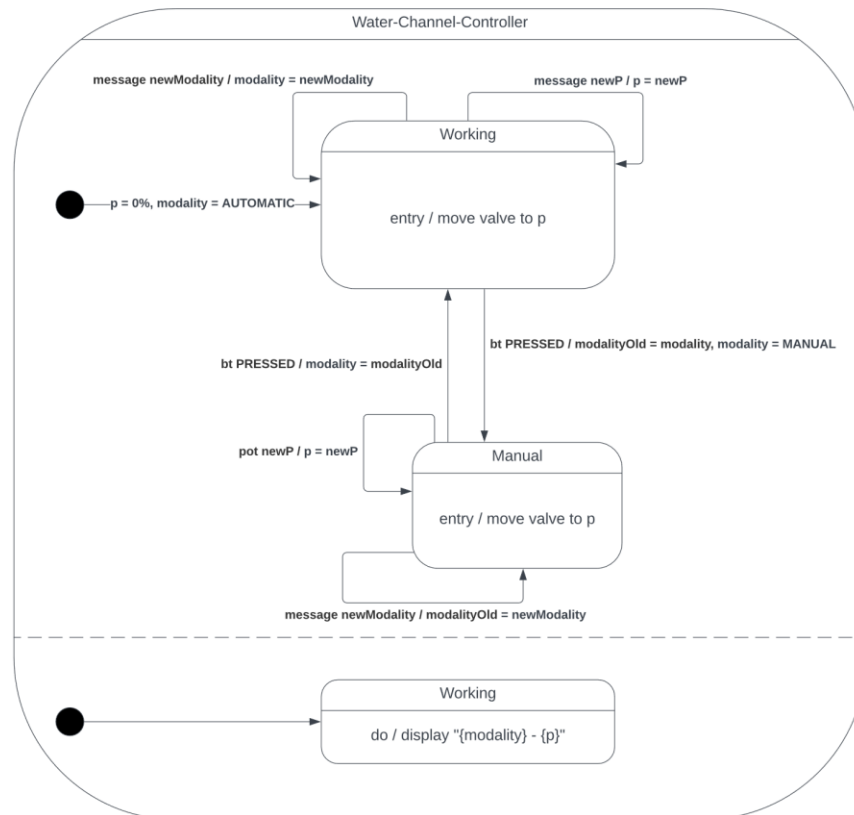 Water-Channel-Controller
message newModality / modality = newModality
message newP / p = newP
Working
p = 0%, modality = AUTOMATIC
entry / move valve to p
bt PRESSED / modalityOld = modality, modality = MANUAL
bt PRESSED / modality = modalityOld
pot newP / p = newP
Manual
entry / move valve to p
message newModality / modalityOld = newModality
Working
do / display "{modality} - {p}"